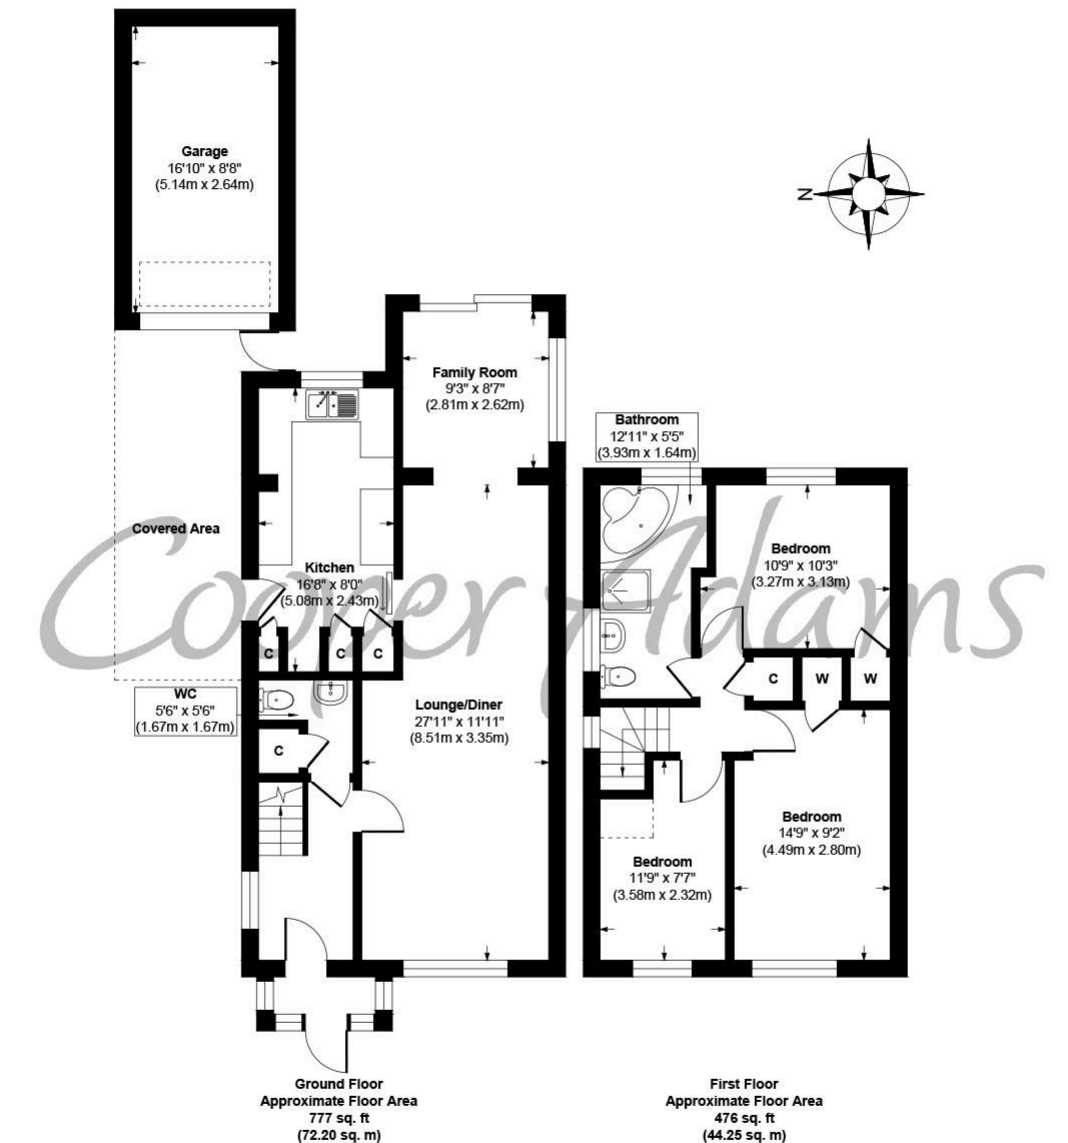 Garage
16'10" x 8'8"
(5.14m x 2.64m)
N
Family Room
9'3" x 8'7"
(2.81m x 2.62m)
Bathroom
12'11" x 5'5"
(3.93m x 1.64m)
Covered Area
Kitchen
16'8" x 8'0"
(5.08m x 2.43m)
Bedroom
10'9" x 10'3"
(3.27m x 3.13m)
Cooper Adams
C
C
C
C
W
W
WC
5'6" x 5'6"
(1.67m x 1.67m)
Lounge/Diner
27'11" x 11'11"
(8.51m x 3.35m)
C
Bedroom
14'9" x 9'2"
(4.49m x 2.80m)
Bedroom
11'9" x 7'7"
(3.58m x 2.32m)
Ground Floor
Approximate Floor Area
777 sq. ft
(72.20 sq. m)
First Floor
Approximate Floor Area
476 sq. ft
(44.25 sq. m)